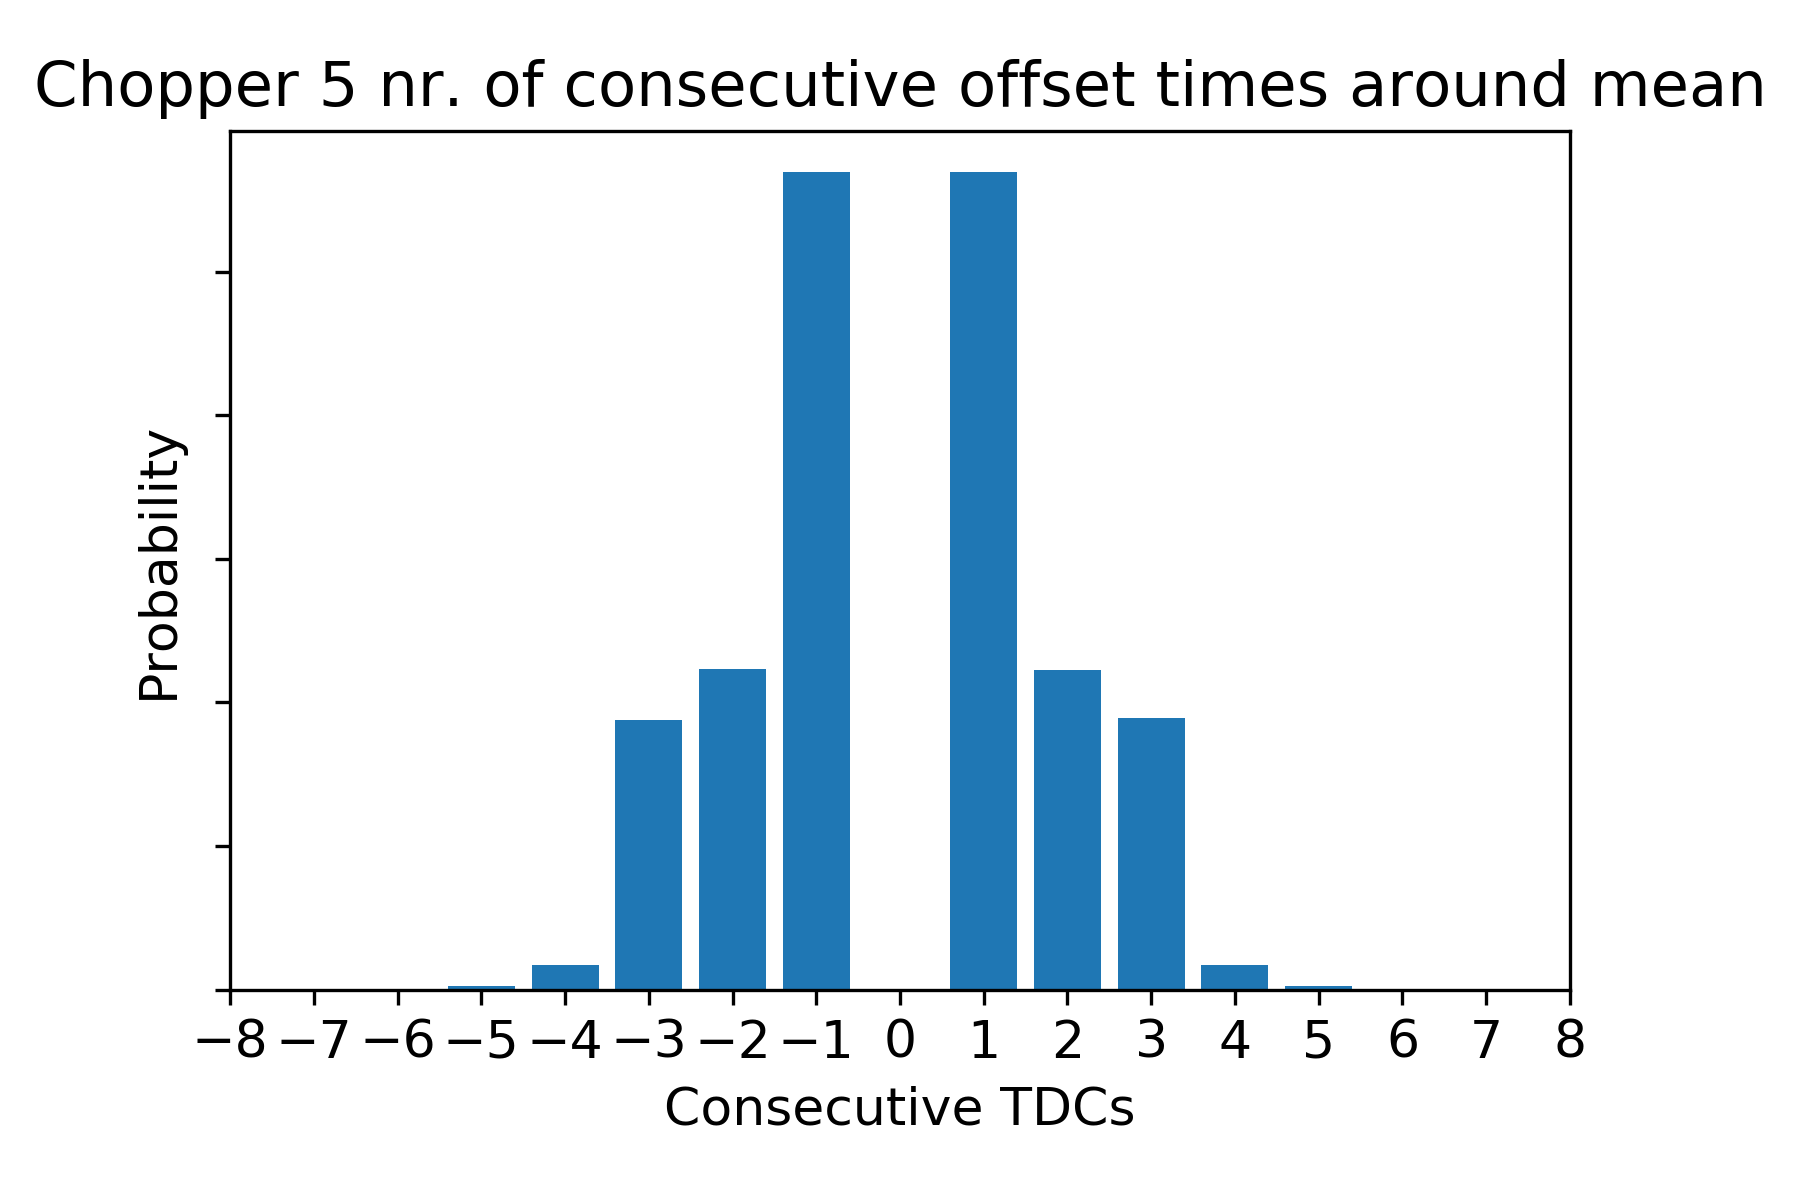 Chopper 5 nr. of consecutive offset times around mean
Probability
−8 −7 −6 −5 −4 −3 −2 −1 0 1 2 3 4 5 6 7 8
Consecutive TDCs